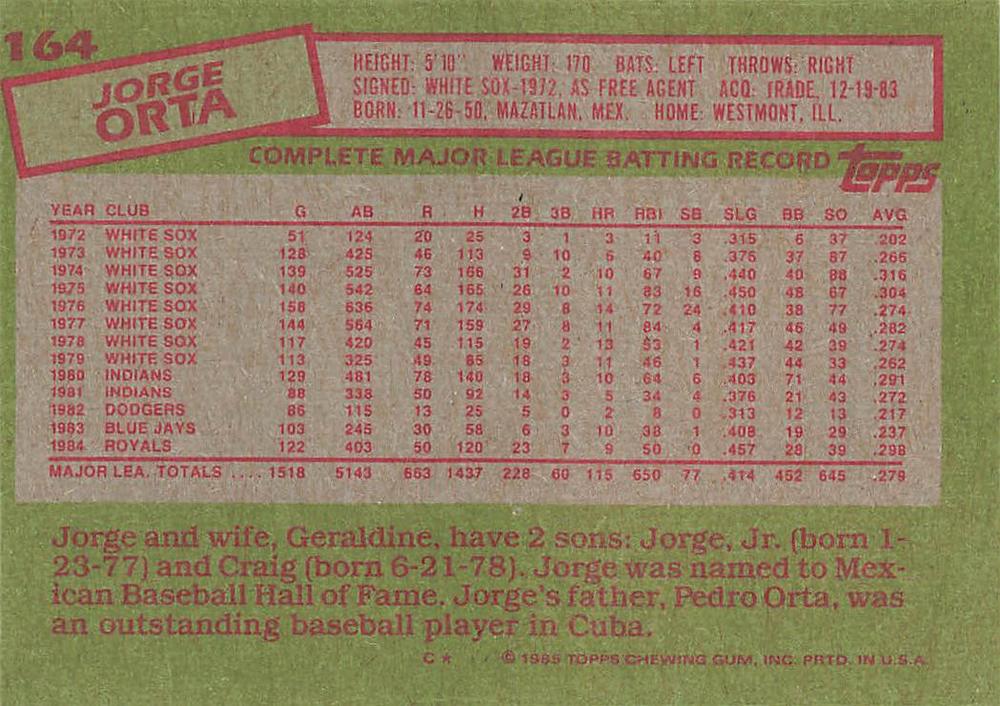 164
JORGE
ORTA
HEIGHT: 5'10" WEIGHT: 170 BATS: LEFT THROWS: RIGHT
SIGNED: WHITE SOX-1972, AS FREE AGENT ACQ: TRADE, 12-19-83
BORN: 11-26-50, MAZATLAN, MEX. HOME: WESTMONT, ILL.
COMPLETE MAJOR LEAGUE BATTING RECORD topps
YEAR CLUB G AB R H 2B 3B HR RBI SB SLG BB SO AVG
1972 WHITE SOX 51 124 20 25 3 1 3 11 3 .315 6 37 .202
1973 WHITE SOX 128 425 46 113 9 10 6 40 8 .376 37 87 .266
1974 WHITE SOX 139 525 73 166 31 2 10 67 9 .440 40 88 .316
1975 WHITE SOX 140 542 64 165 26 10 11 83 16 .450 48 67 .304
1976 WHITE SOX 158 636 74 174 29 8 14 72 24 .410 38 77 .274
1977 WHITE SOX 144 564 71 159 27 8 11 84 4 .417 46 49 .282
1978 WHITE SOX 117 420 45 115 19 2 13 53 1 .421 42 39 .274
1979 WHITE SOX 113 325 49 85 18 3 11 46 1 .437 44 33 .262
1980 INDIANS 129 481 78 140 18 3 10 64 6 .403 71 44 .291
1981 INDIANS 88 338 50 92 14 3 5 34 4 .376 21 43 .272
1982 DODGERS 86 115 13 25 5 0 2 8 0 .313 12 13 .217
1983 BLUE JAYS 103 245 30 58 6 3 10 38 1 .408 19 29 .237
1984 ROYALS 122 403 50 120 23 7 9 50 0 .457 28 39 .298
MAJOR LEA. TOTALS .... 1518 5143 663 1437 228 60 115 650 77 .414 452 645 .279
Jorge and wife, Geraldine, have 2 sons: Jorge, Jr. (born 1-
23-77) and Craig (born 6-21-78). Jorge was named to Mex-
ican Baseball Hall of Fame. Jorge's father, Pedro Orta, was
an outstanding baseball player in Cuba.
C* © 1985 TOPPS CHEWING GUM, INC. PRTD. IN U.S.A.